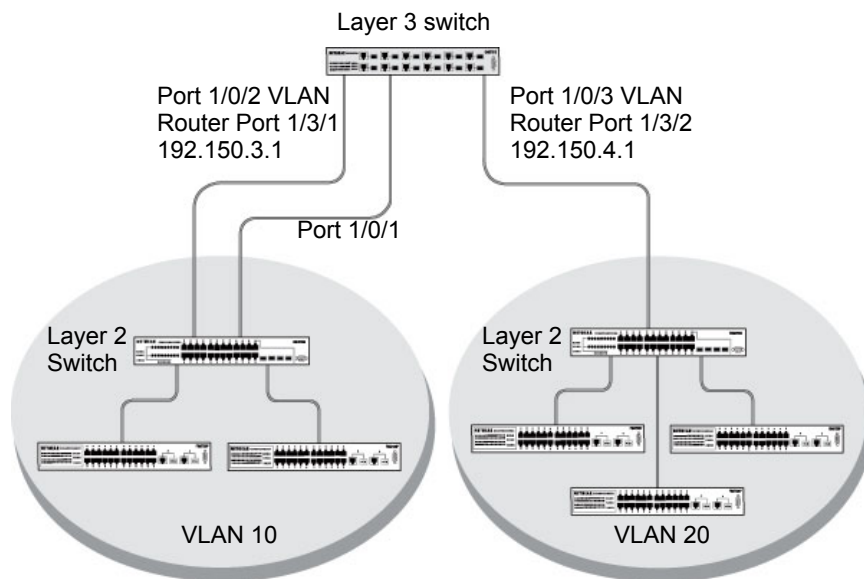 Layer 3 switch
Port 1/0/2 VLAN
Router Port 1/3/1
192.150.3.1
Port 1/0/3 VLAN
Router Port 1/3/2
192.150.4.1
Port 1/0/1
Layer 2
Switch
Layer 2
Switch
VLAN 10
VLAN 20